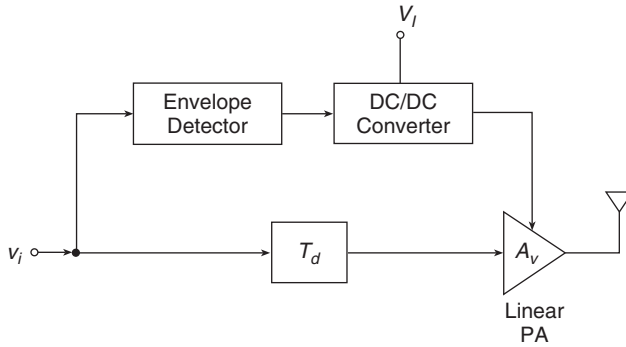 V_I
Envelope
Detector
DC/DC
Converter
v_i
T_d
A_v
Linear
PA